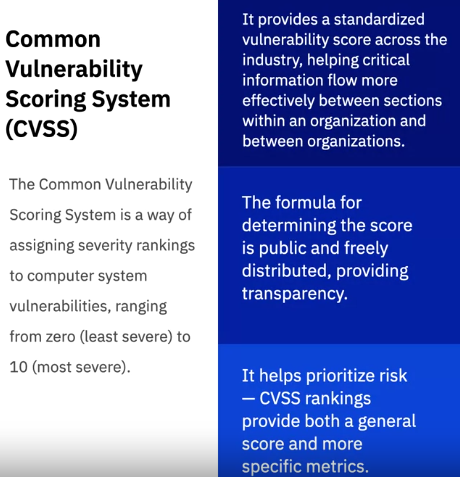 Common
Vulnerability
Scoring System
(CVSS)
The Common Vulnerability
Scoring System is a way of
assigning severity rankings
to computer system
vulnerabilities, ranging
from zero (least severe) to
10 (most severe).
It provides a standardized
vulnerability score across the
industry, helping critical
information flow more
effectively between sections
within an organization and
between organizations.
The formula for
determining the score
is public and freely
distributed, providing
transparency.
It helps prioritize risk
— CVSS rankings
provide both a general
score and more
specific metrics.